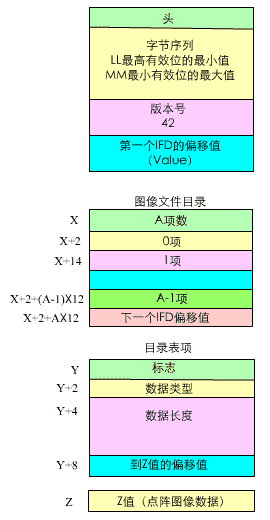 头
字节序列
LL最高有效位的最小值
MM最小有效位的最大值
版本号
42
第一个IFD的偏移值
（Value）
图像文件目录
X
A项数
X+2
0项
X+14
1项
X+2+(A-1)X12
A-1项
X+2+AX12
下一个IFD偏移值
目录表项
Y
标志
Y+2
数据类型
Y+4
数据长度
Y+8
到Z值的偏移值
Z
Z值（点阵图像数据）